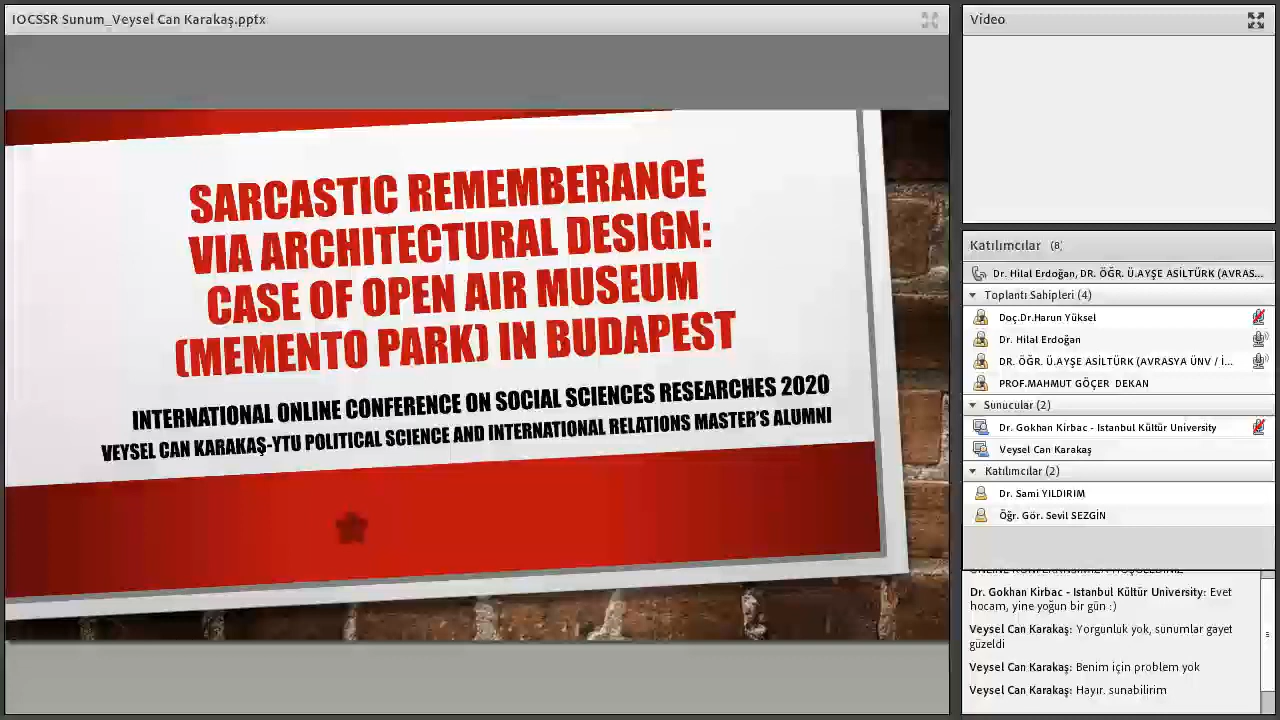 IOCSSR Sunum_Veysel Can Karakaş.pptx
SARCASTIC REMEMBERANCE
VIA ARCHITECTURAL DESIGN:
CASE OF OPEN AIR MUSEUM
(MEMENTO PARK) IN BUDAPEST
INTERNATIONAL ONLINE CONFERENCE ON SOCIAL SCIENCES RESEARCHES 2020
VEYSEL CAN KARAKAŞ-YTU POLITICAL SCIENCE AND INTERNATIONAL RELATIONS MASTER'S ALUMNI
Video
Katılımcılar (8)
Dr. Hilal Erdoğan, DR. ÖĞR. Ü.AYŞE ASİLTÜRK (AVRAS...
Toplantı Sahipleri (4)
Doç.Dr.Harun Yüksel
Dr. Hilal Erdoğan
DR. ÖĞR. Ü.AYŞE ASİLTÜRK (AVRASYA ÜNV / İ...
PROF.MAHMUT GÖÇER DEKAN
Sunucular (2)
Dr. Gokhan Kirbac - Istanbul Kültür University
Veysel Can Karakaş
Katılımcılar (2)
Dr. Sami YILDIRIM
Öğr. Gör. Sevil SEZGİN
Dr. Gokhan Kirbac - Istanbul Kültür University: Evet
hocam, yine yoğun bir gün :)
Veysel Can Karakaş: Yorgunluk yok, sunumlar gayet
güzeldi
Veysel Can Karakaş: Benim için problem yok
Veysel Can Karakaş: Hayır. sunabilirim